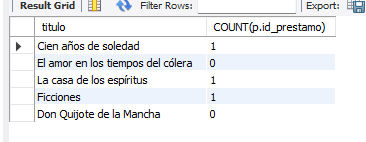 Result Grid Filter Rows: Export:
titulo COUNT(p.id_prestamo)
Cien años de soledad 1
El amor en los tiempos del cólera 0
La casa de los espíritus 1
Ficciones 1
Don Quijote de la Mancha 0